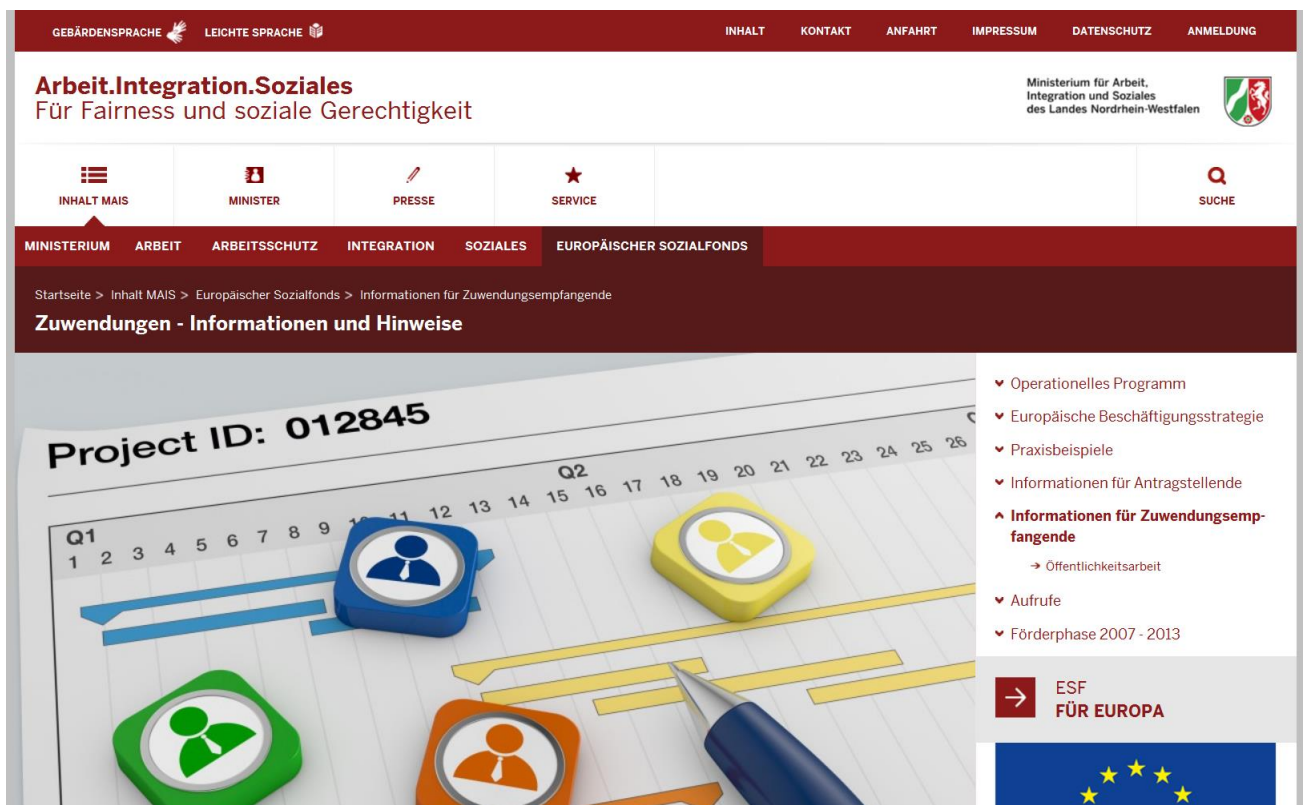 GEBÄRDENSPRACHE LEICHTE SPRACHE INHALT KONTAKT ANFAHRT IMPRESSUM DATENSCHUTZ ANMELDUNG
Arbeit.Integration.Soziales
Für Fairness und soziale Gerechtigkeit
Ministerium für Arbeit,
Integration und Soziales
des Landes Nordrhein-Westfalen
INHALT MAIS MINISTER PRESSE SERVICE SUCHE
MINISTERIUM ARBEIT ARBEITSSCHUTZ INTEGRATION SOZIALES EUROPÄISCHER SOZIALFONDS
Startseite > Inhalt MAIS > Europäischer Sozialfonds > Informationen für Zuwendungsempfangende
Zuwendungen - Informationen und Hinweise
Project ID: 012845
Q1 Q2
1 2 3 4 5 6 7 8 9 11 12 13 14 15 16 17 18 19 20 21 22 23 24 25 26
Operationelles Programm
Europäische Beschäftigungsstrategie
Praxisbeispiele
Informationen für Antragstellende
Informationen für Zuwendungsemp-
fangende
→ Öffentlichkeitsarbeit
Aufrufe
Förderphase 2007 - 2013
ESF
FÜR EUROPA